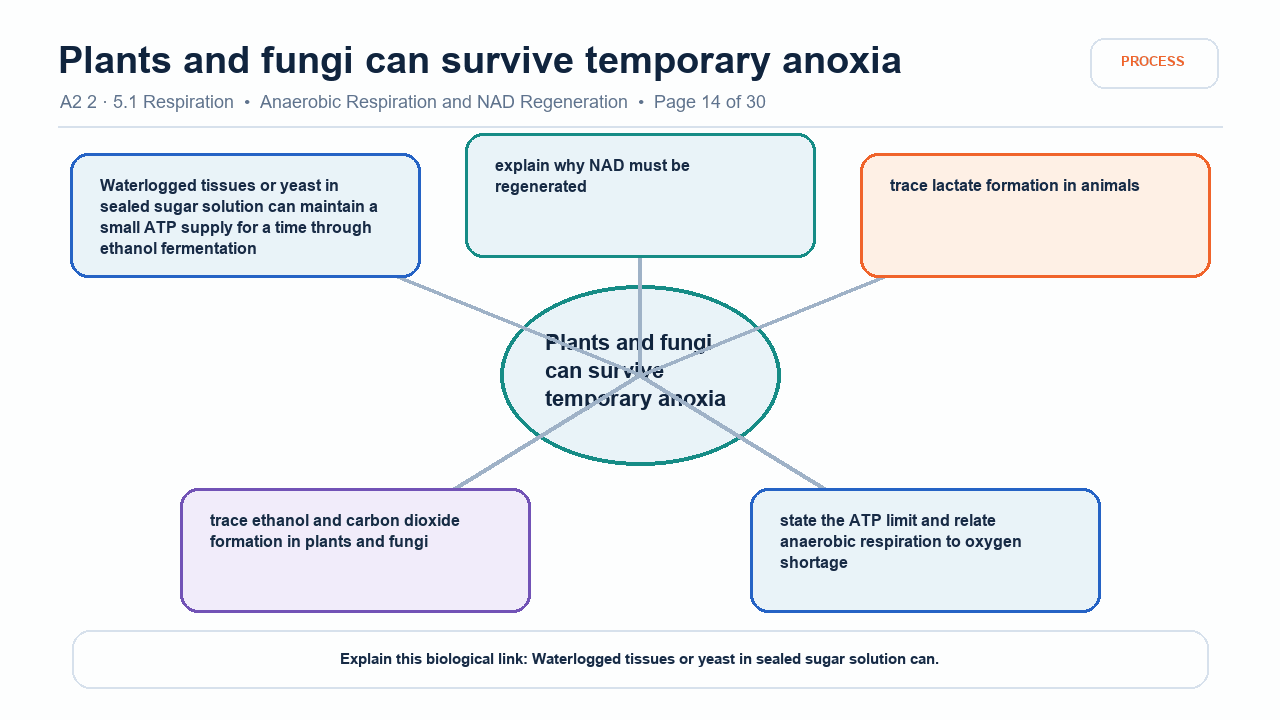 Plants and fungi can survive temporary anoxia
PROCESS
A2 2 · 5.1 Respiration • Anaerobic Respiration and NAD Regeneration • Page 14 of 30
Waterlogged tissues or yeast in
sealed sugar solution can maintain a
small ATP supply for a time through
ethanol fermentation
explain why NAD must be
regenerated
trace lactate formation in animals
Plants and fungi
can survive
temporary anoxia
trace ethanol and carbon dioxide
formation in plants and fungi
state the ATP limit and relate
anaerobic respiration to oxygen
shortage
Explain this biological link: Waterlogged tissues or yeast in sealed sugar solution can.